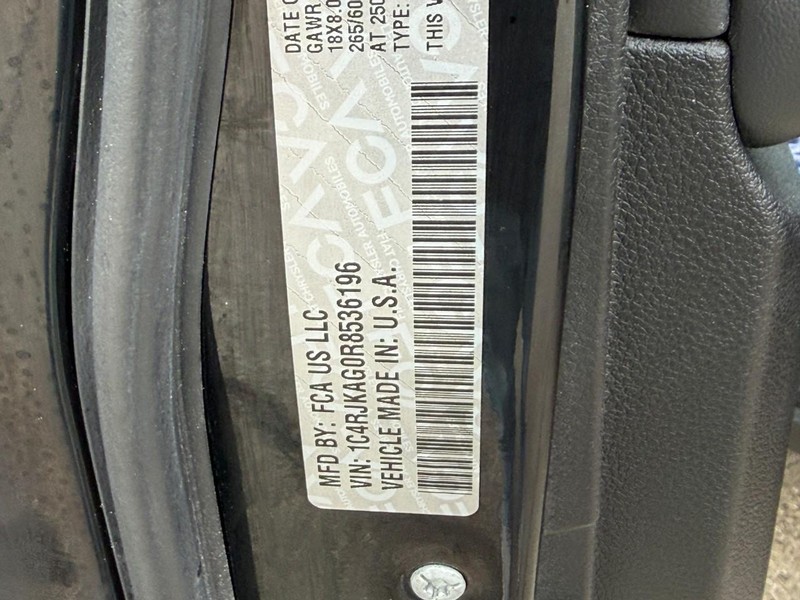 DATE O
GAWR
18X8.0
265/60
AT 250
TYPE:
THIS V
MFD BY: FCA US LLC
VIN: 1C4RJKAG0R8536196
VEHICLE MADE IN: U.S.A.